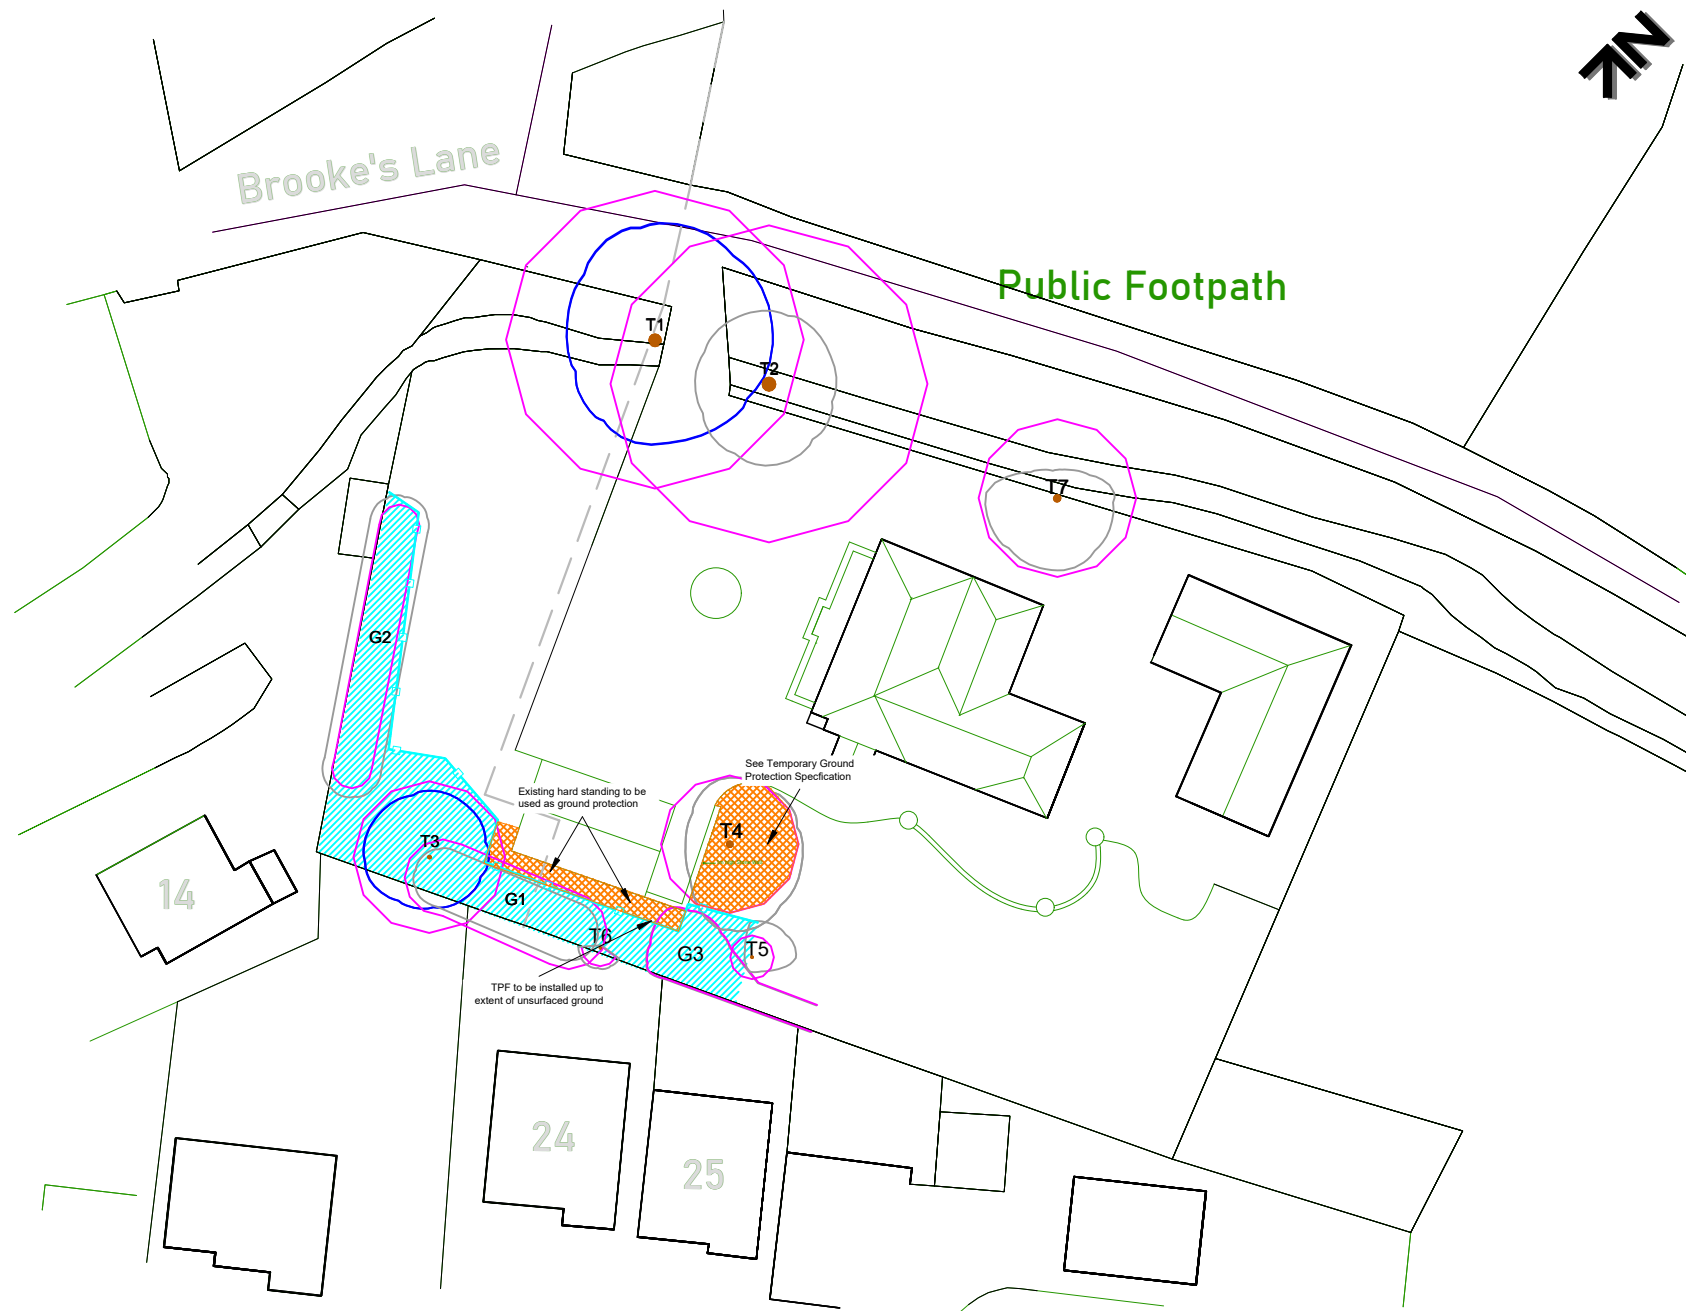 N
Brooke's Lane
Public Footpath
T1
T2
T7
G2
See Temporary Ground
Protection Specfication
Existing hard standing to be
used as ground protection
T4
T3
14
G1
T6
G3
T5
TPF to be installed up to
extent of unsurfaced ground
24
25